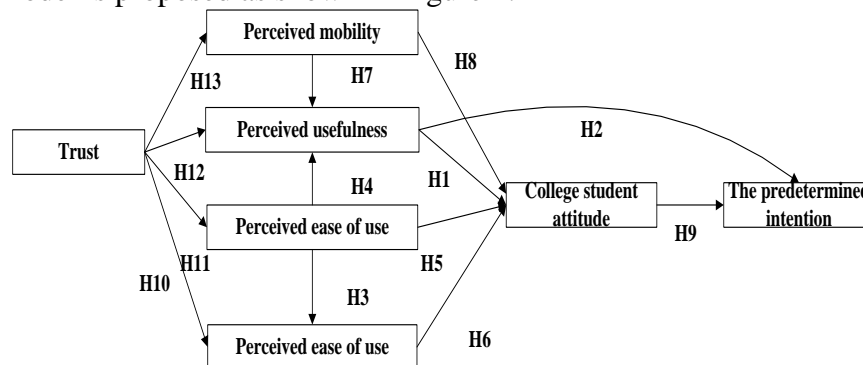 Perceived mobility
H8
H7
H13
Perceived usefulness
H2
Trust
H12
H4
H1
College student
attitude
The predetermined
intention
Perceived ease of use
H9
H11
H5
H10
H3
H6
Perceived ease of use